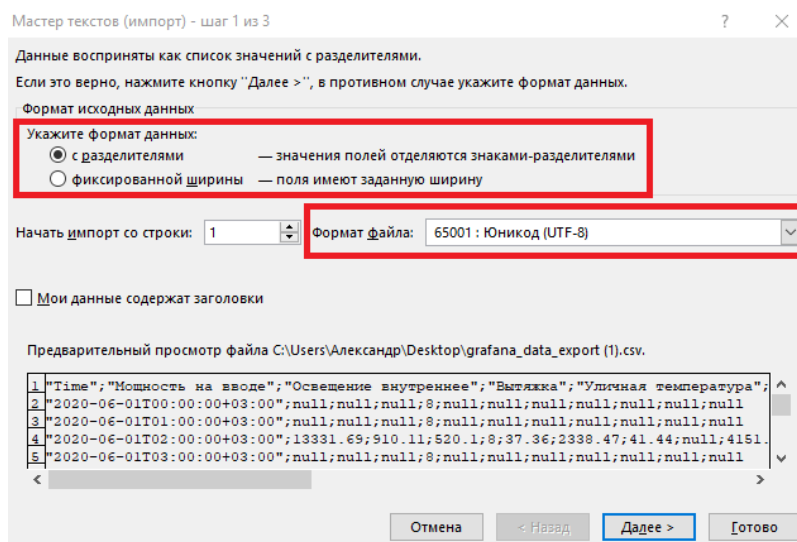 Мастер текстов (импорт) - шаг 1 из 3 ?
Данные восприняты как список значений с разделителями.
Если это верно, нажмите кнопку "Далее >", в противном случае укажите формат данных.
Формат исходных данных
Укажите формат данных:
с разделителями — значения полей отделяются знаками-разделителями
фиксированной ширины — поля имеют заданную ширину
Начать импорт со строки: 1 Формат файла: 65001 : Юникод (UTF-8)
Мои данные содержат заголовки
Предварительный просмотр файла C:\Users\Александр\Desktop\grafana_data_export (1).csv.
1 "Time";"Мощность на вводе";"Освещение внутреннее";"Вытяжка";"Уличная температура";
2 "2020-06-01T00:00:00+03:00";null;null;null;8;null;null;null;null;null;null
3 "2020-06-01T01:00:00+03:00";null;null;null;8;null;null;null;null;null;null
4 "2020-06-01T02:00:00+03:00";13331.69;910.11;520.1;8;37.36;2338.47;41.44;null;4151.
5 "2020-06-01T03:00:00+03:00";null;null;null;8;null;null;null;null;null;null
Отмена < Назад Далее > Готово